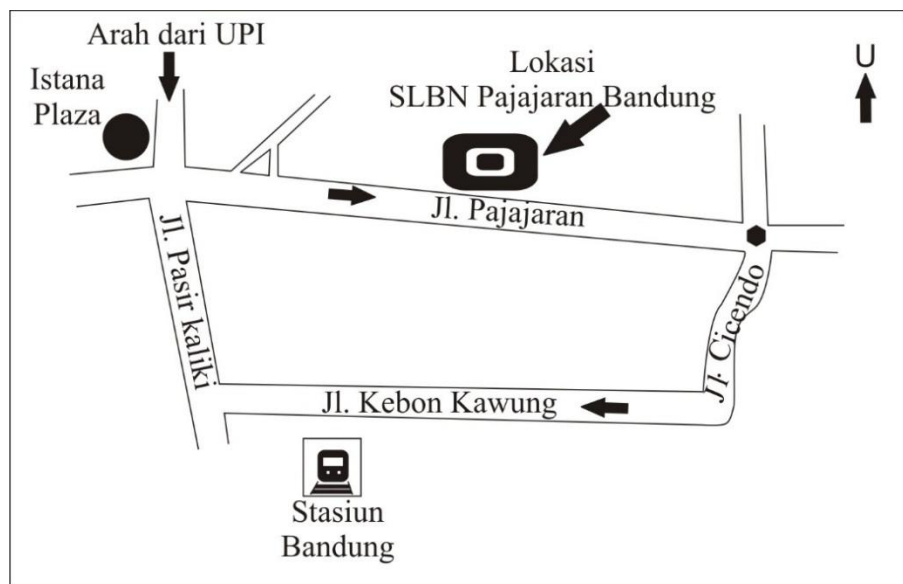 Arah dari UPI
Istana
Plaza
Lokasi
SLBN Pajajaran Bandung
U
Jl. Pajajaran
Jl. Pasir kaliki
Jl. Cicendo
Jl. Kebon Kawung
Stasiun
Bandung